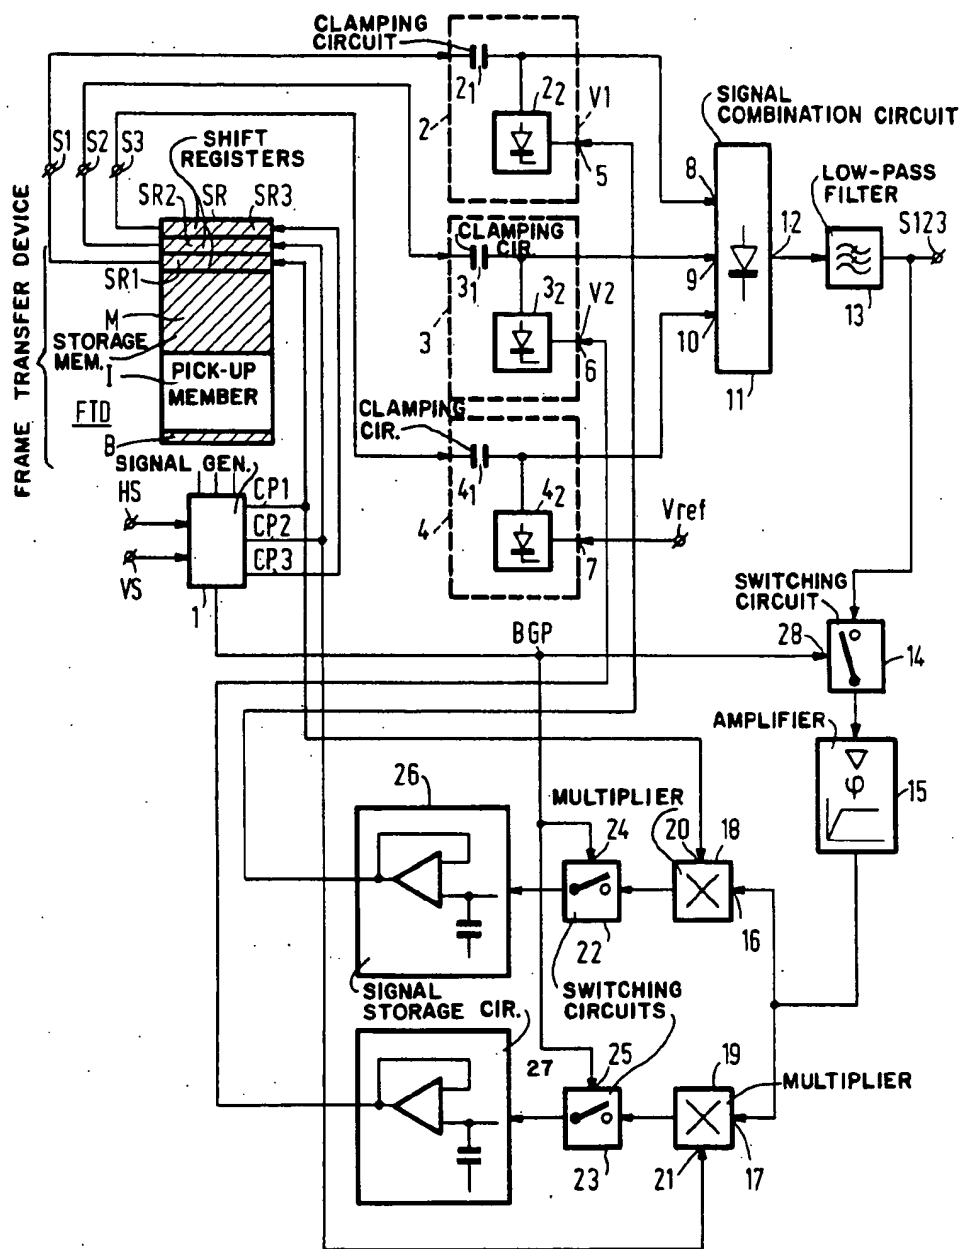 CLAMPING
CIRCUIT
21
22
V1
2
5
SIGNAL
COMBINATION CIRCUIT
S1
S2
S3
SHIFT
REGISTERS
SR2
SR
SR3
8
LOW-PASS
FILTER
12
S123
CLAMPING
CIR.
SR1
31
32
V2
9
13
M
STORAGE
MEM.
3
6
10
11
I
PICK-UP
MEMBER
FTD
B
FRAME TRANSFER DEVICE
CLAMPING
CIR.
SIGNAL GEN.
41
42
HS
CP1
CP2
CP3
4
Vref
VS
7
1
SWITCHING
CIRCUIT
BGP
28
14
AMPLIFIER
φ
15
26
MULTIPLIER
24
20
18
22
16
SIGNAL
STORAGE CIR.
SWITCHING
CIRCUITS
27
25
19
MULTIPLIER
17
23
21